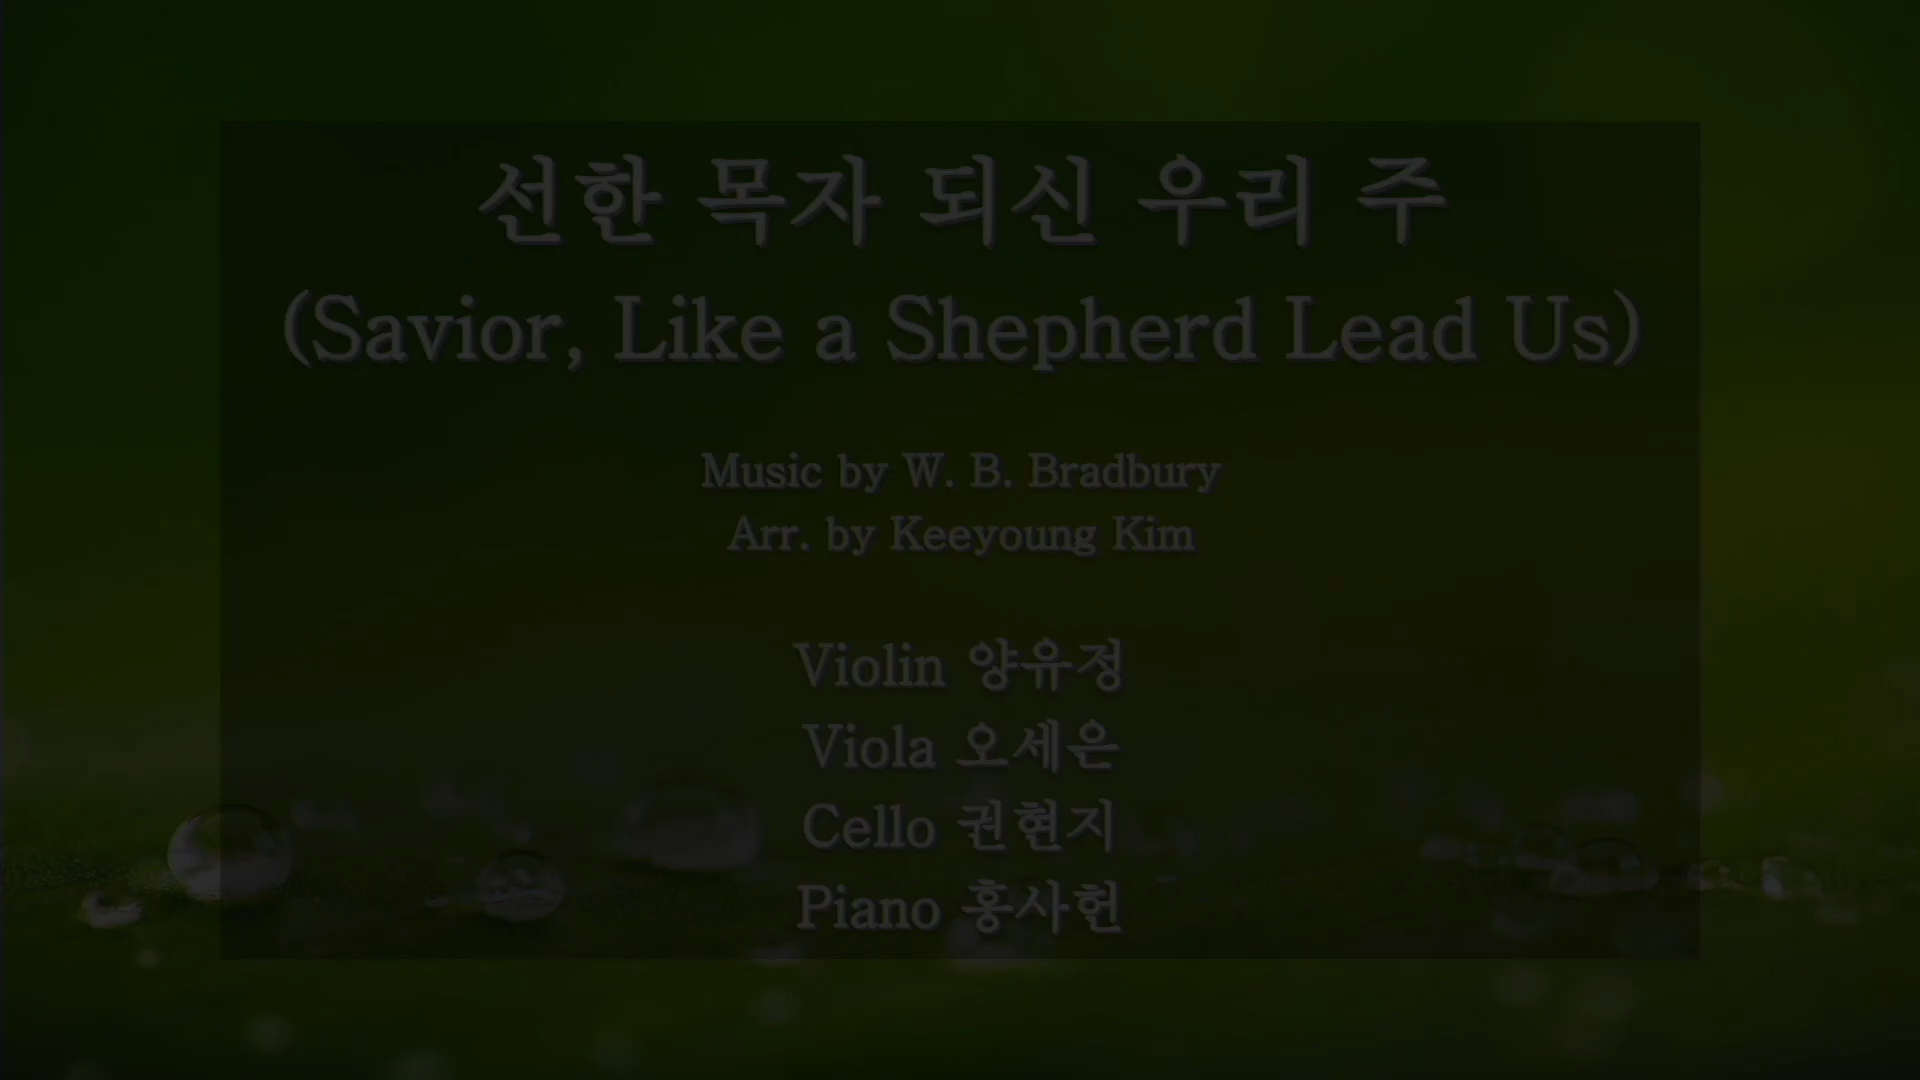 선한 목자 되신 우리 주
(Savior, Like a Shepherd Lead Us)
Music by W. B. Bradbury
Arr. by Keeyoung Kim
Violin 양유정
Viola 오세은
Cello 권현지
Piano 홍사헌